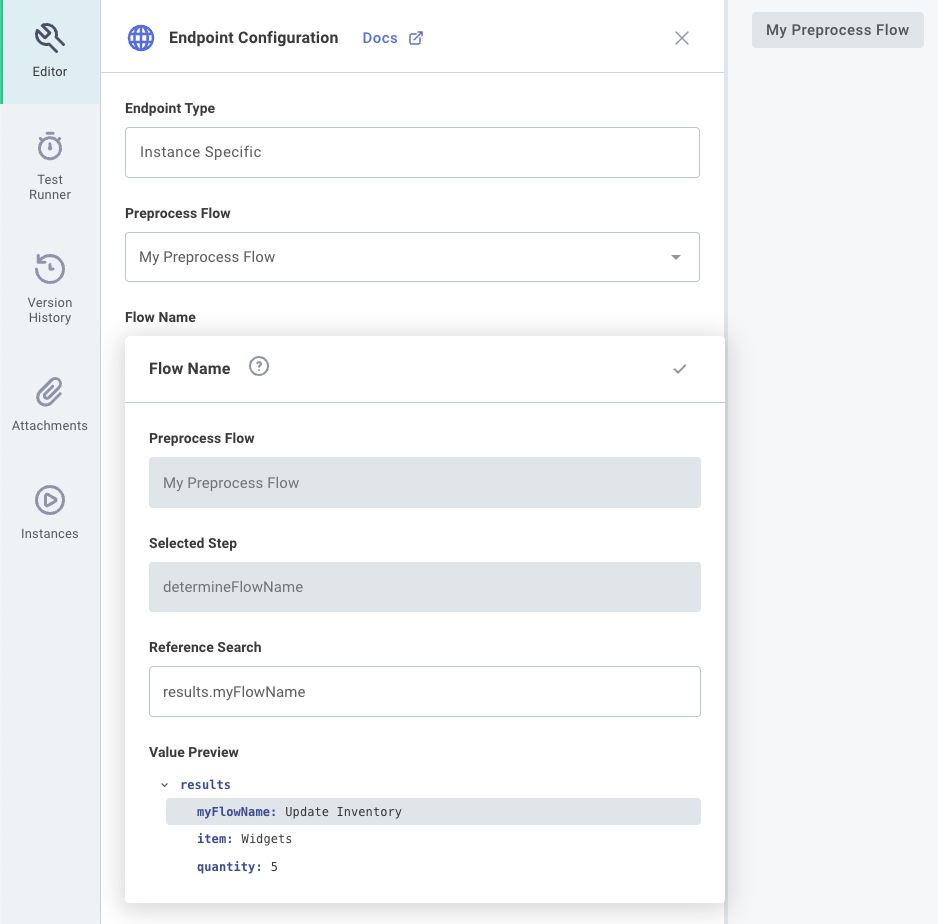 Editor
Test
Runner
Version
History
Attachments
Instances
Endpoint Configuration Docs
Endpoint Type
Instance Specific
Preprocess Flow
My Preprocess Flow
Flow Name
Flow Name ?
Preprocess Flow
My Preprocess Flow
Selected Step
determineFlowName
Reference Search
results.myFlowName
Value Preview
results
myFlowName: Update Inventory
item: Widgets
quantity: 5
My Preprocess Flow